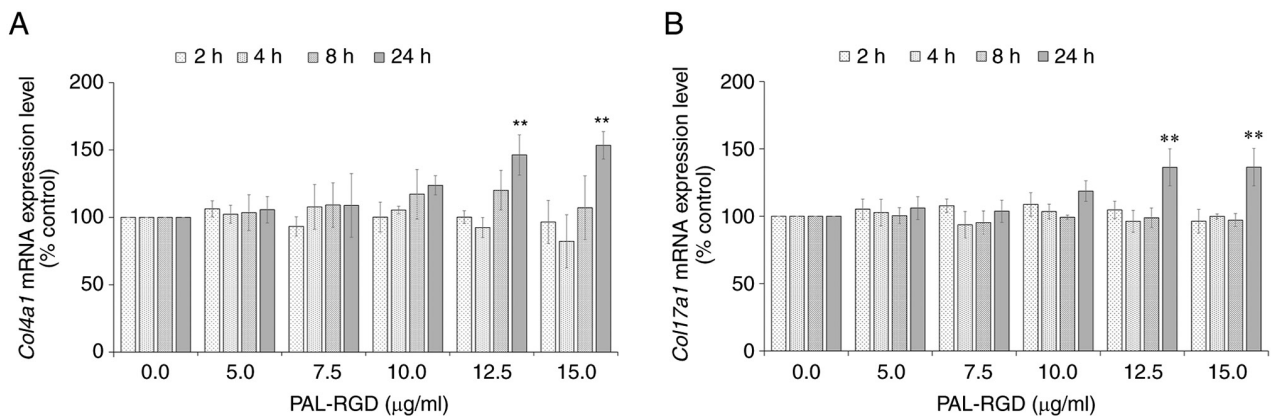 A
2 h 4 h 8 h 24 h
Col4a1 mRNA expression level
(% control)
200
150
100
50
0
** **
0.0 5.0 7.5 10.0 12.5 15.0
PAL-RGD (μg/ml)
B
2 h 4 h 8 h 24 h
Col17a1 mRNA expression level
(% control)
200
150
100
50
0
** **
0.0 5.0 7.5 10.0 12.5 15.0
PAL-RGD (μg/ml)